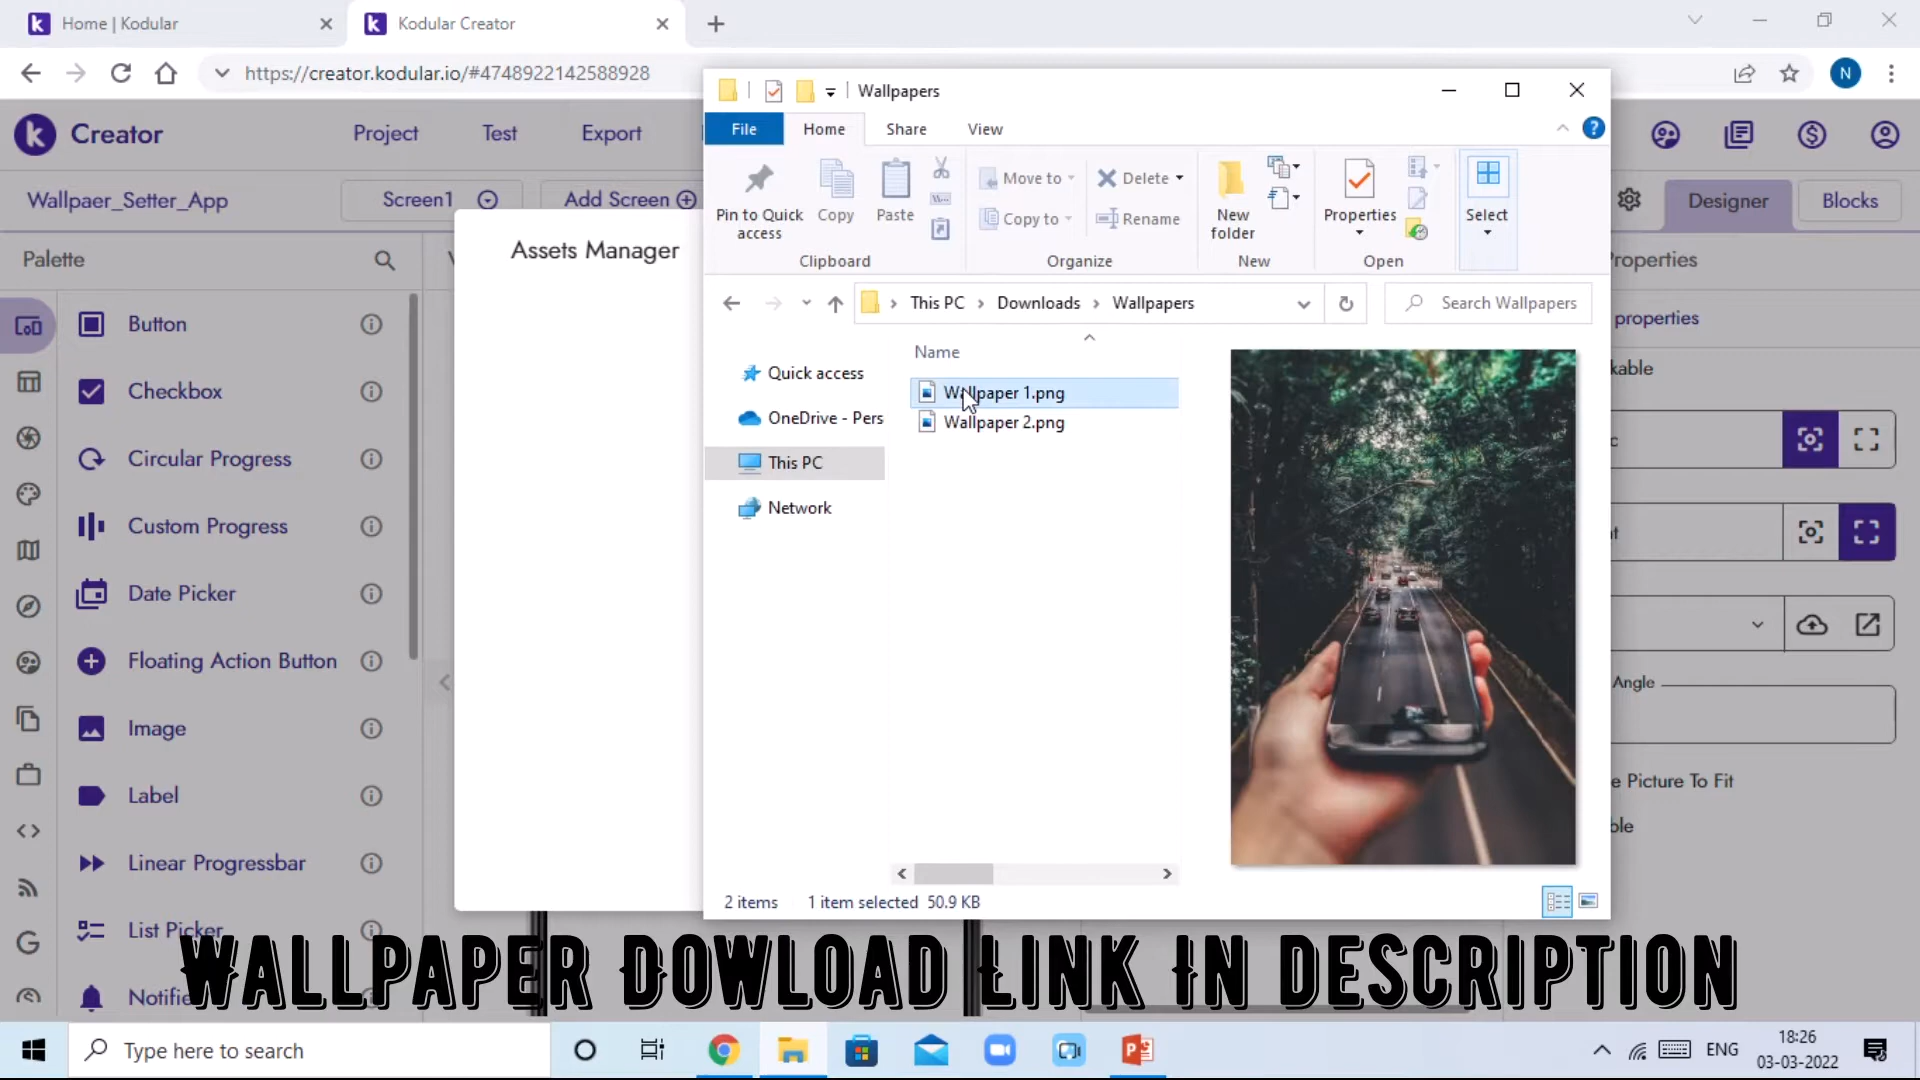 Home | Kodular
Kodular Creator
https://creator.kodular.io/#4748922142588928
N
Creator
Project
Test
Export
Wallpaer_Setter_App
Screen1
Add Screen
Designer
Blocks
Palette
Button
Checkbox
Circular Progress
Custom Progress
Date Picker
Floating Action Button
Image
Label
Linear Progressbar
List Picker
Assets Manager
Wallpapers
File
Home
Share
View
Pin to Quick access
Copy
Paste
Clipboard
Move to
Copy to
Delete
Rename
Organize
New folder
New
Properties
Open
Select
This PC
Downloads
Wallpapers
Search Wallpapers
Name
Quick access
OneDrive - Pers
This PC
Network
Wallpaper 1.png
Wallpaper 2.png
2 items
1 item selected 50.9 KB
properties
Angle
e Picture To Fit
WALLPAPER DOWLOAD LINK IN DESCRIPTION
Type here to search
ENG
18:26
03-03-2022